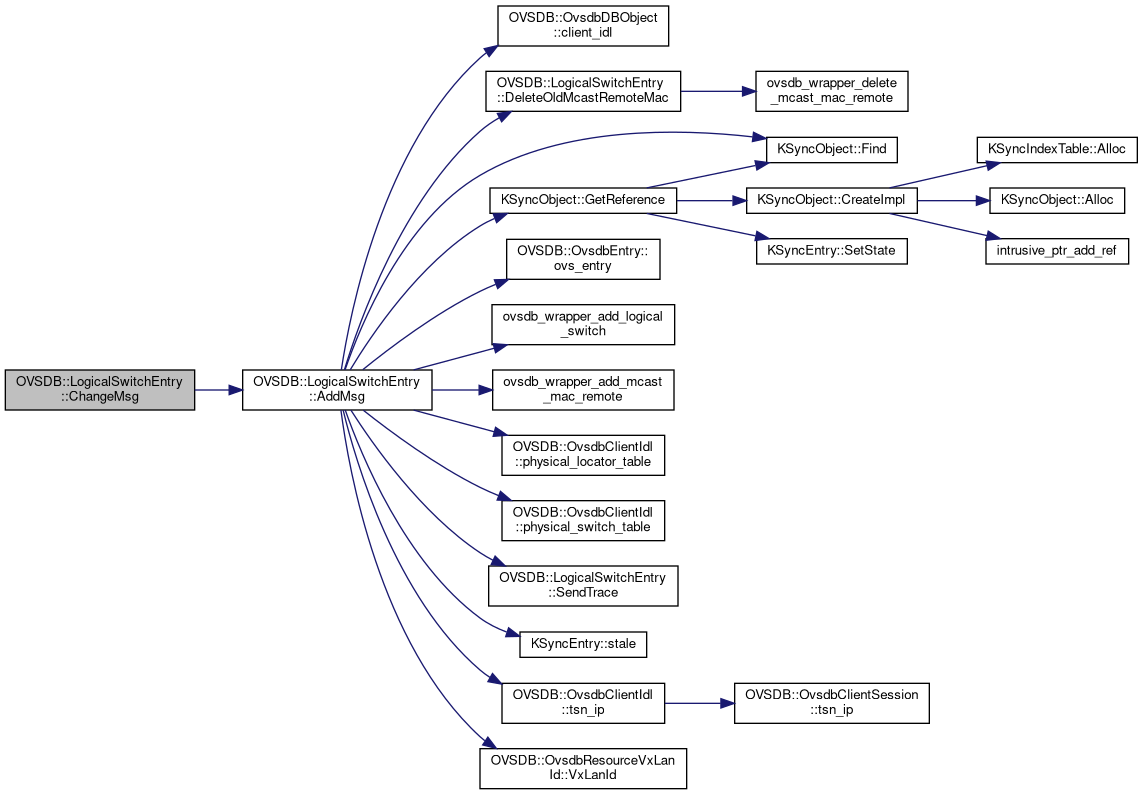 OVSDB::OvsdbDBObject
::client_idl
OVSDB::LogicalSwitchEntry
::DeleteOldMcastRemoteMac
ovsdb_wrapper_delete
_mcast_mac_remote
KSyncObject::Find
KSyncIndexTable::Alloc
KSyncObject::GetReference
KSyncObject::CreateImpl
KSyncObject::Alloc
KSyncEntry::SetState
intrusive_ptr_add_ref
OVSDB::OvsdbEntry::
ovs_entry
ovsdb_wrapper_add_logical
_switch
OVSDB::LogicalSwitchEntry
::ChangeMsg
OVSDB::LogicalSwitchEntry
::AddMsg
ovsdb_wrapper_add_mcast
_mac_remote
OVSDB::OvsdbClientIdl
::physical_locator_table
OVSDB::OvsdbClientIdl
::physical_switch_table
OVSDB::LogicalSwitchEntry
::SendTrace
KSyncEntry::stale
OVSDB::OvsdbClientIdl
::tsn_ip
OVSDB::OvsdbClientSession
::tsn_ip
OVSDB::OvsdbResourceVxLan
Id::VxLanId